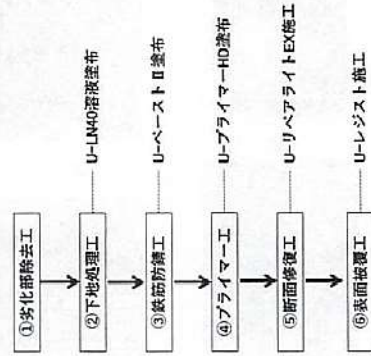 ①劣化部除去工
②下地処理工 U-LN40溶液塗布
③鉄筋防錆工 U-ペーストⅡ塗布
④プライマー工 U-プライマーHD塗布
⑤断面修復工 U-リペアライトEX施工
⑥表面被覆工 U-レジスト施工